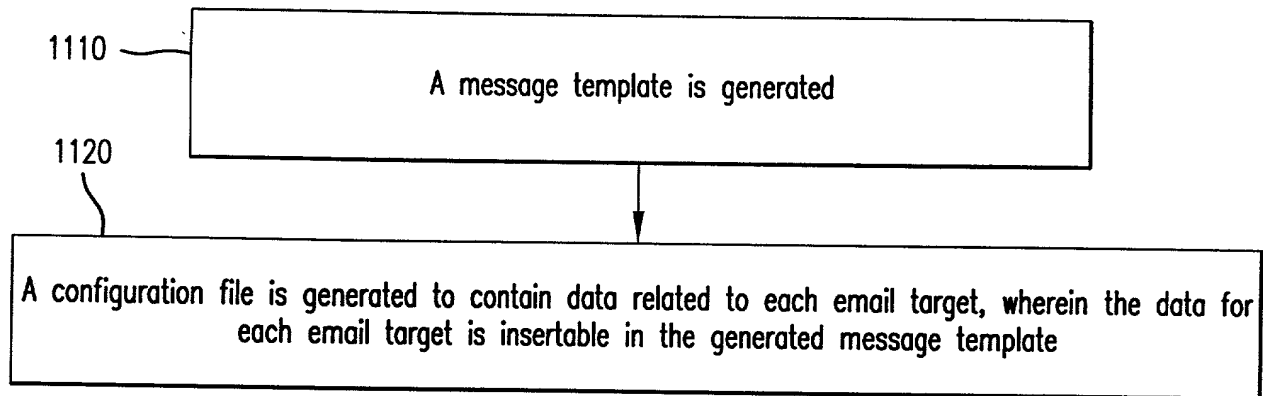 1110
A message template is generated
1120
A configuration file is generated to contain data related to each email target, wherein the data for
each email target is insertable in the generated message template